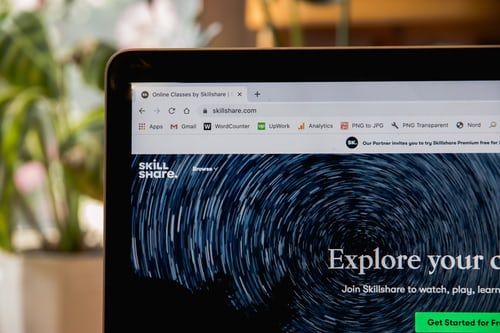 Online Classes by Skillshare |
skillshare.com
Apps Gmail W WordCounter UpWork Analytics PNG to JPG PNG Transparent Nord
SK. Our Partner invites you to try Skillshare Premium free for
SKILL
SHARE.
Browse
Explore your c
Join Skillshare to watch, play, learn
Get Started for Fr